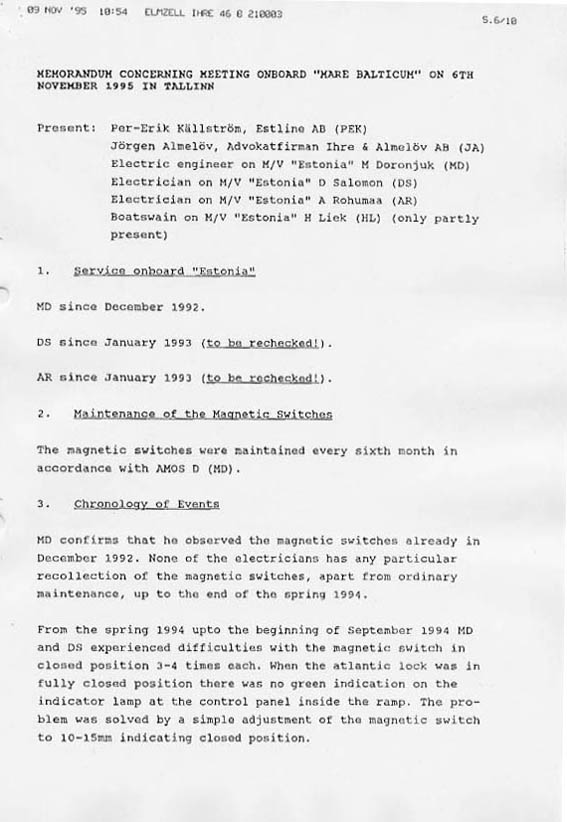 09 NOV '95 10:54 ELMZELL IHRE 46 8 210003 S.6/10
MEMORANDUM CONCERNING MEETING ONBOARD "MARE BALTICUM" ON 6TH
NOVEMBER 1995 IN TALLINN
Present: Per-Erik Källström, Estline AB (PEK)
Jörgen Almelöv, Advokatfirman Ihre & Almelöv AB (JA)
Electric engineer on M/V "Estonia" M Doronjuk (MD)
Electrician on M/V "Estonia" D Salomon (DS)
Electrician on M/V "Estonia" A Rohumaa (AR)
Boatswain on M/V "Estonia" H Liek (HL) (only partly
present)
1. Service onboard "Estonia"
MD since December 1992.
DS since January 1993 (to be rechecked!).
AR since January 1993 (to be rechecked!).
2. Maintenance of the Magnetic Switches
The magnetic switches were maintained every sixth month in
accordance with AMOS D (MD).
3. Chronology of Events
MD confirms that he observed the magnetic switches already in
December 1992. None of the electricians has any particular
recollection of the magnetic switches, apart from ordinary
maintenance, up to the end of the spring 1994.
From the spring 1994 upto the beginning of September 1994 MD
and DS experienced difficulties with the magnetic switch in
closed position 3-4 times each. When the atlantic lock was in
fully closed position there was no green indication on the
indicator lamp at the control panel inside the ramp. The pro-
blem was solved by a simple adjustment of the magnetic switch
to 10-15mm indicating closed position.